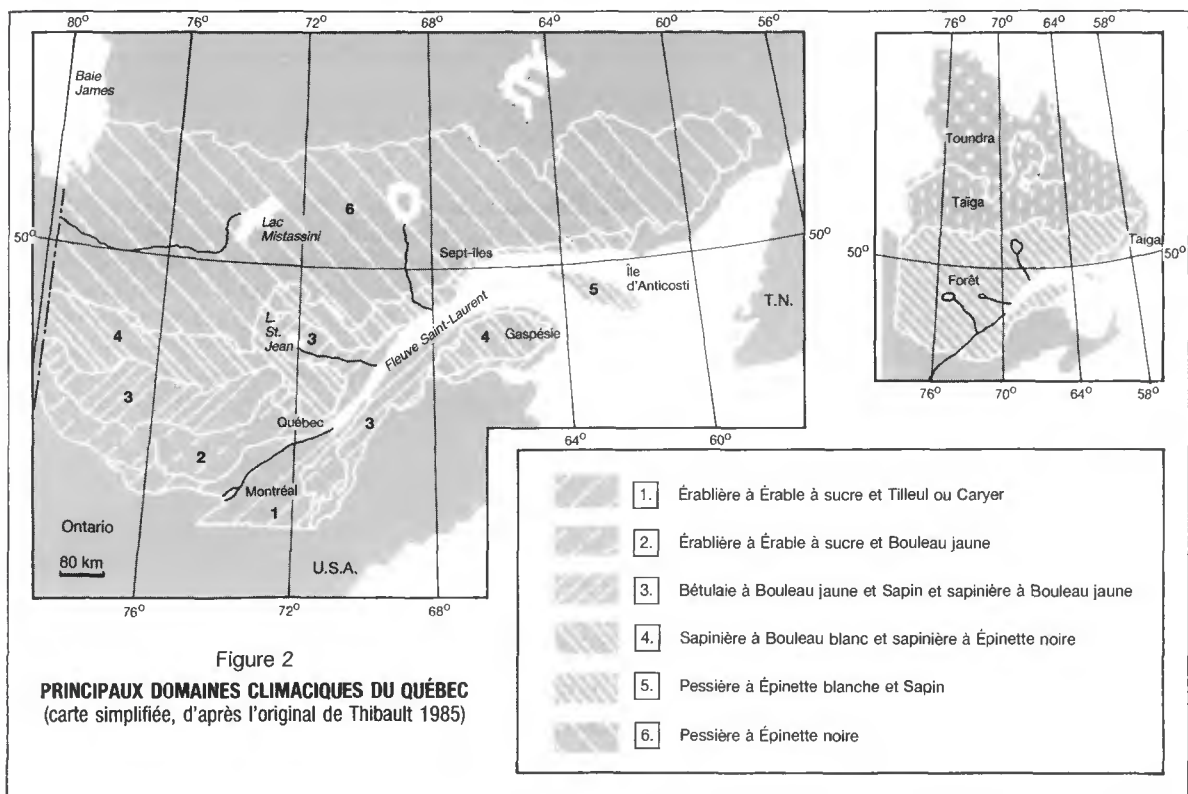 80°
76°
72°
68°
64°
60°
56°
Baie
James
6
Lac
Mistassini
50°
50°
Sept-îles
Île
d'Anticosti
5
T.N.
L.
St.
Jean
3
4
Fleuve Saint-Laurent
4
Gaspésie
3
Québec
3
2
Montréal
1
Ontario
80 km
U.S.A.
76°
72°
68°
64°
60°
76°
70°
64°
58°
Toundra
Taïga
Taïga
50°
50°
Forêt
76°
70°
64°
58°
Figure 2
PRINCIPAUX DOMAINES CLIMACIQUES DU QUÉBEC
(carte simplifiée, d'après l'original de Thibault 1985)
1. Érablière à Érable à sucre et Tilleul ou Caryer
2. Érablière à Érable à sucre et Bouleau jaune
3. Bétulaie à Bouleau jaune et Sapin et sapinière à Bouleau jaune
4. Sapinière à Bouleau blanc et sapinière à Épinette noire
5. Pessière à Épinette blanche et Sapin
6. Pessière à Épinette noire